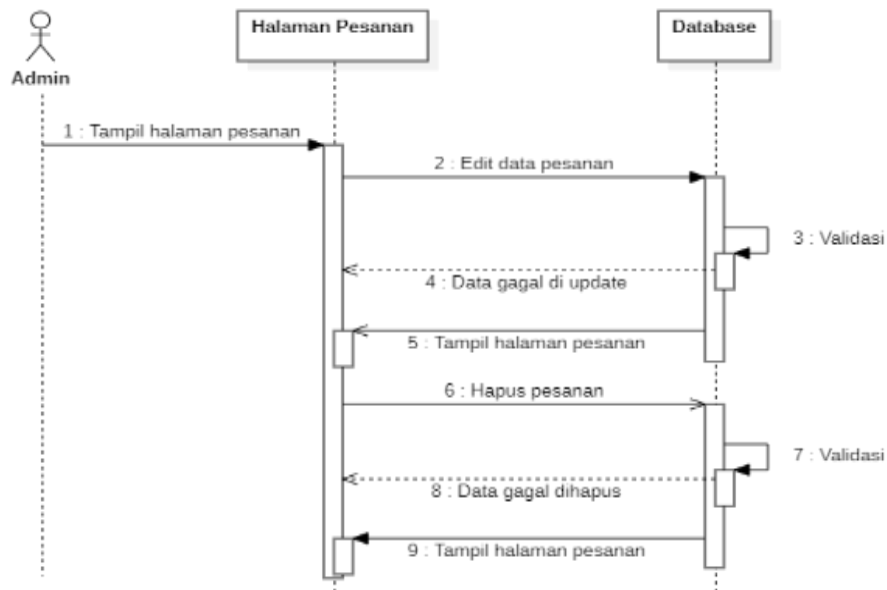 Halaman Pesanan
Database
Admin
1 : Tampil halaman pesanan
2 : Edit data pesanan
3 : Validasi
4 : Data gagal di update
5 : Tampil halaman pesanan
6 : Hapus pesanan
7 : Validasi
8 : Data gagal dihapus
9 : Tampil halaman pesanan